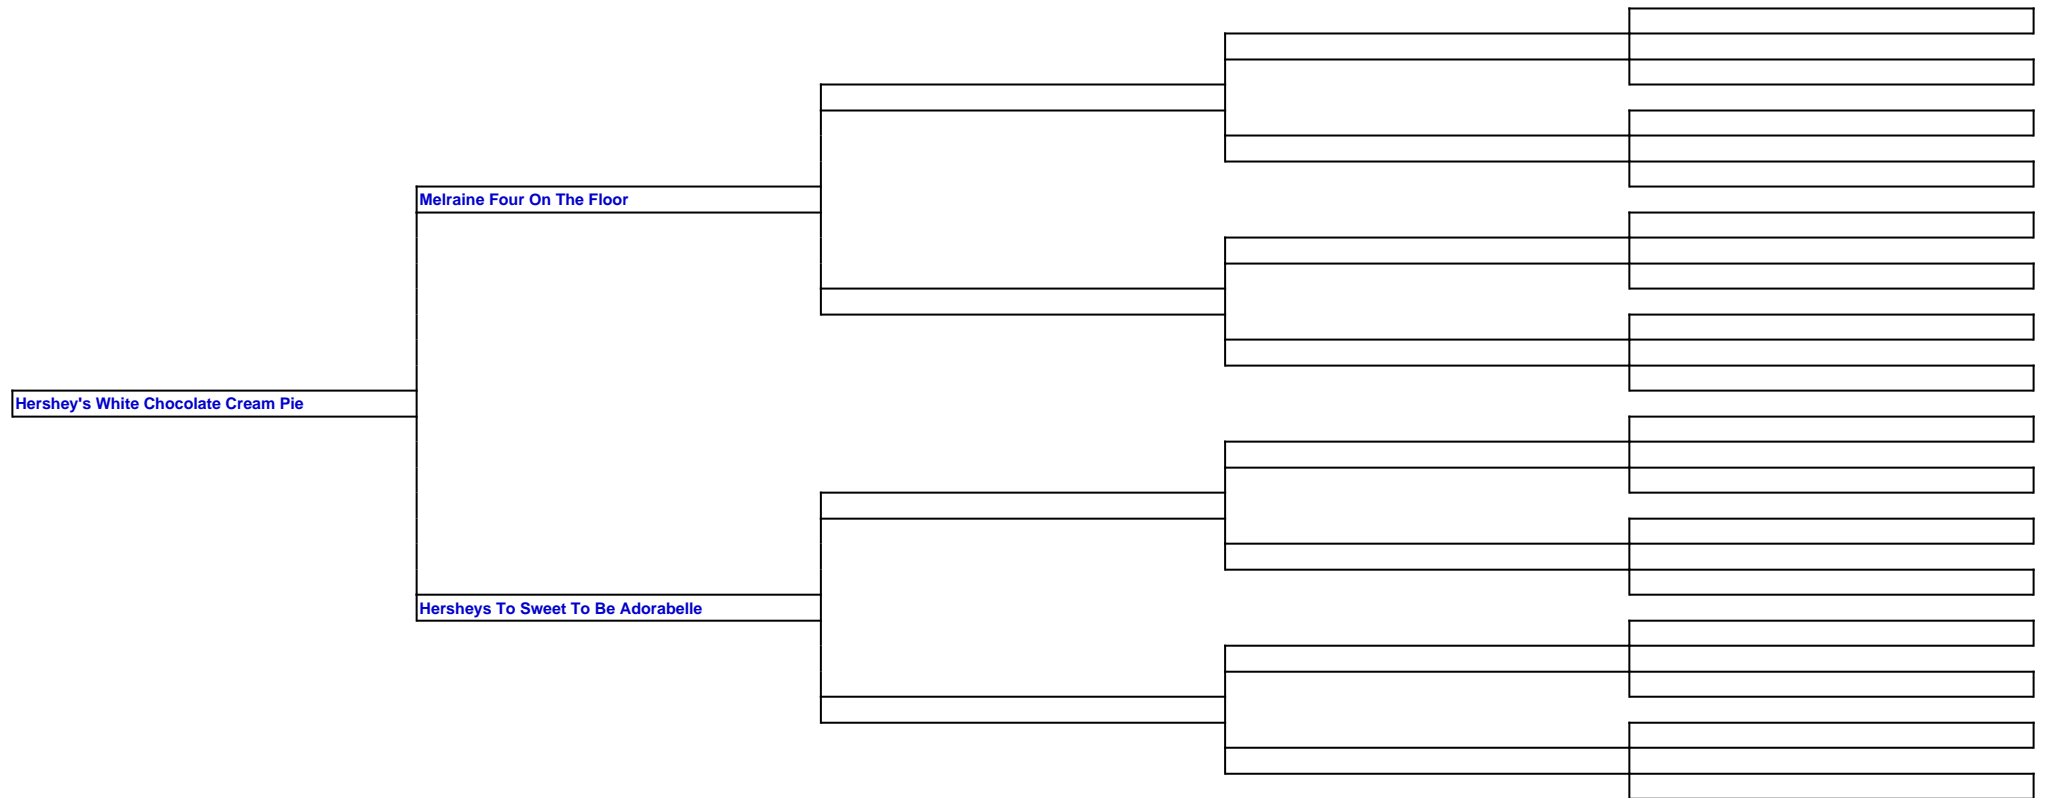 Melraine Four On The Floor
Hershey's White Chocolate Cream Pie
Hersheys To Sweet To Be Adorabelle